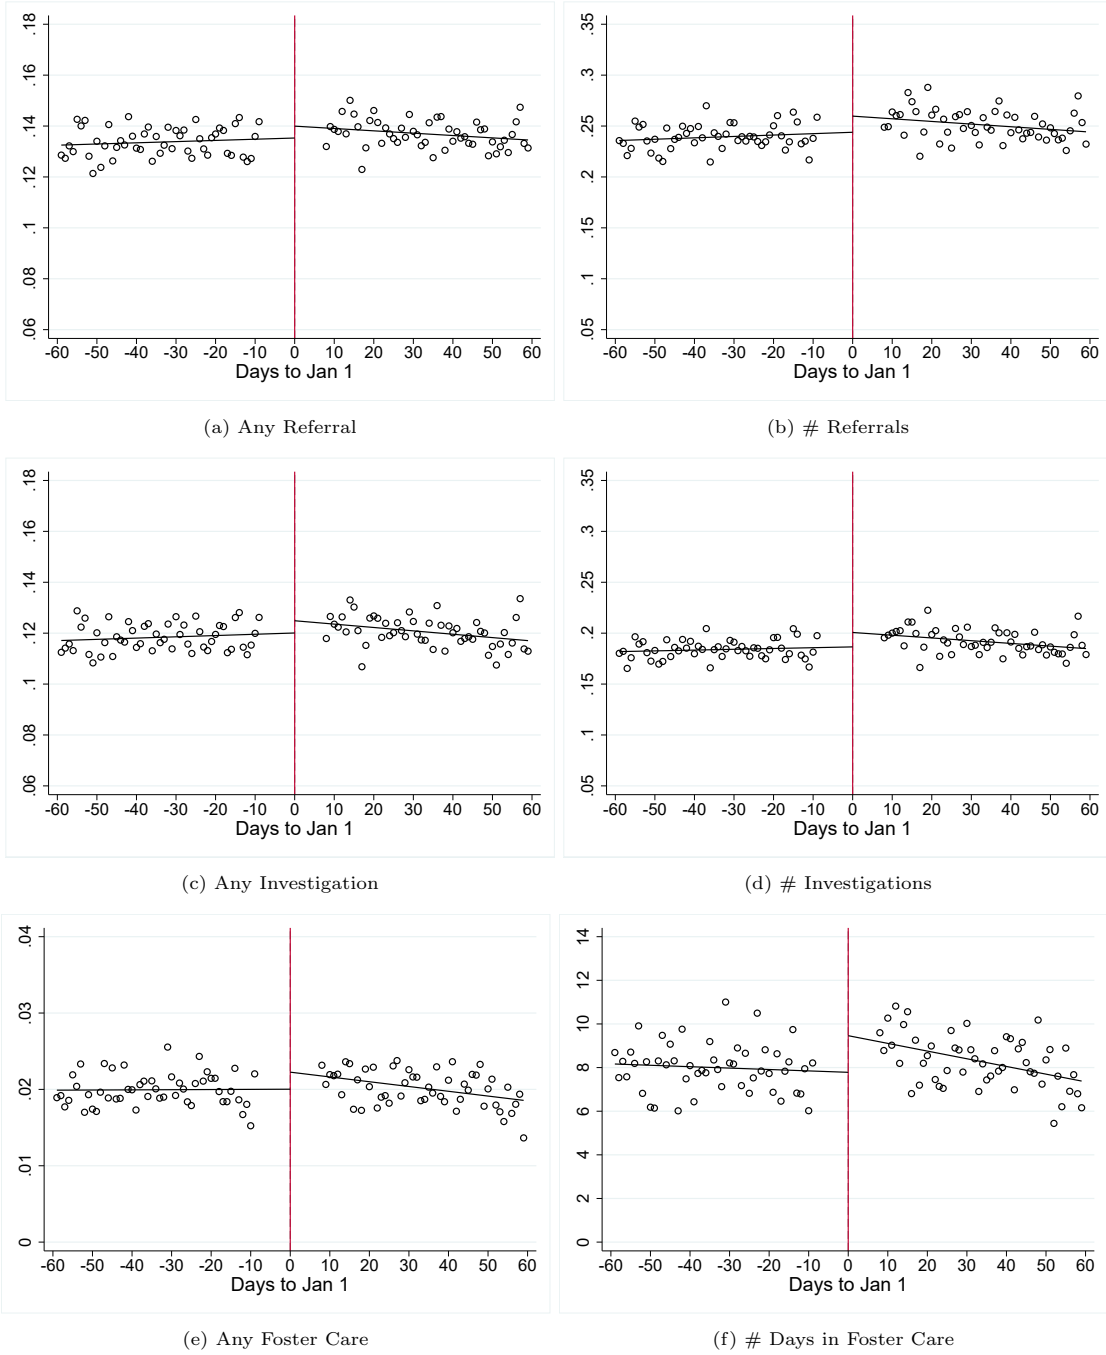 .18
.16
.14
.12
.1
.08
.06
-60 -50 -40 -30 -20 -10 0 10 20 30 40 50 60
Days to Jan 1
(a) Any Referral
.35
.3
.25
.2
.15
.1
.05
-60 -50 -40 -30 -20 -10 0 10 20 30 40 50 60
Days to Jan 1
(b) # Referrals
.18
.16
.14
.12
.1
.08
.06
-60 -50 -40 -30 -20 -10 0 10 20 30 40 50 60
Days to Jan 1
(c) Any Investigation
.35
.3
.25
.2
.15
.1
.05
-60 -50 -40 -30 -20 -10 0 10 20 30 40 50 60
Days to Jan 1
(d) # Investigations
.04
.03
.02
.01
0
-60 -50 -40 -30 -20 -10 0 10 20 30 40 50 60
Days to Jan 1
(e) Any Foster Care
14
12
10
8
6
4
2
0
-60 -50 -40 -30 -20 -10 0 10 20 30 40 50 60
Days to Jan 1
(f) # Days in Foster Care